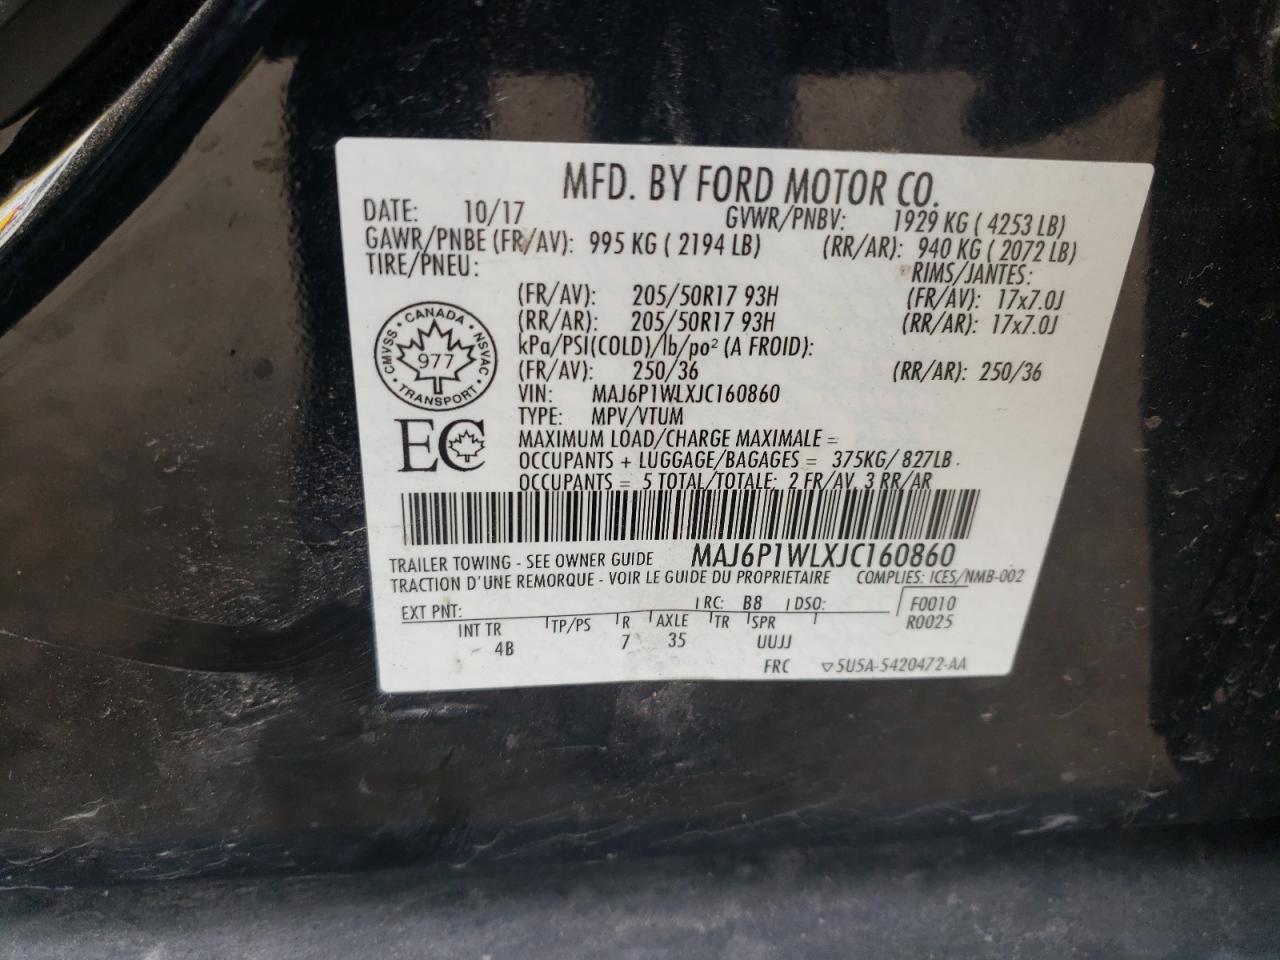 MFD. BY FORD MOTOR CO.
DATE: 10/17 GVWR/PNBV: 1929 KG ( 4253 LB)
GAWR/PNBE (FR/AV): 995 KG ( 2194 LB) (RR/AR): 940 KG ( 2072 LB)
TIRE/PNEU: RIMS/JANTES:
(FR/AV): 205/50R17 93H (FR/AV): 17x7.0J
(RR/AR): 205/50R17 93H (RR/AR): 17x7.0J
kPa/PSI(COLD)/lb/po² (A FROID):
(FR/AV): 250/36 (RR/AR): 250/36
CMVSS • CANADA • NSVAC • TRANSPORT •
977
VIN: MAJ6P1WLXJC160860
TYPE: MPV/VTUM
EC
MAXIMUM LOAD/CHARGE MAXIMALE =
OCCUPANTS + LUGGAGE/BAGAGES = 375KG/ 827LB
OCCUPANTS = 5 TOTAL/TOTALE: 2 FR/AV, 3 RR/AR
TRAILER TOWING - SEE OWNER GUIDE MAJ6P1WLXJC160860
TRACTION D'UNE REMORQUE - VOIR LE GUIDE DU PROPRIETAIRE COMPLIES: ICES/NMB-002
EXT PNT: RC: B8 DSO: F0010
R0025
INT TR TP/PS R AXLE TR SPR
4B 7 35 UUJJ
FRC ▽5U5A-5420472-AA